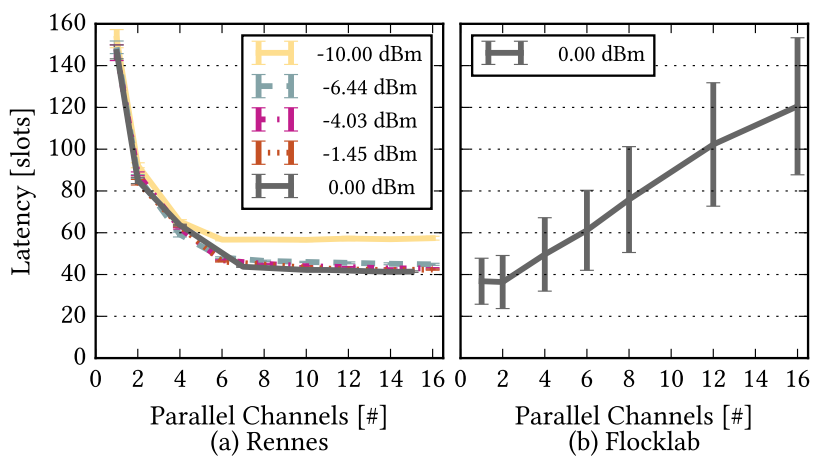 160
140
120
100
80
60
40
20
0
Latency [slots]
-10.00 dBm
-6.44 dBm
-4.03 dBm
-1.45 dBm
0.00 dBm
0 2 4 6 8 10 12 14 16
Parallel Channels [#]
(a) Rennes
0.00 dBm
0 2 4 6 8 10 12 14 16
Parallel Channels [#]
(b) Flocklab